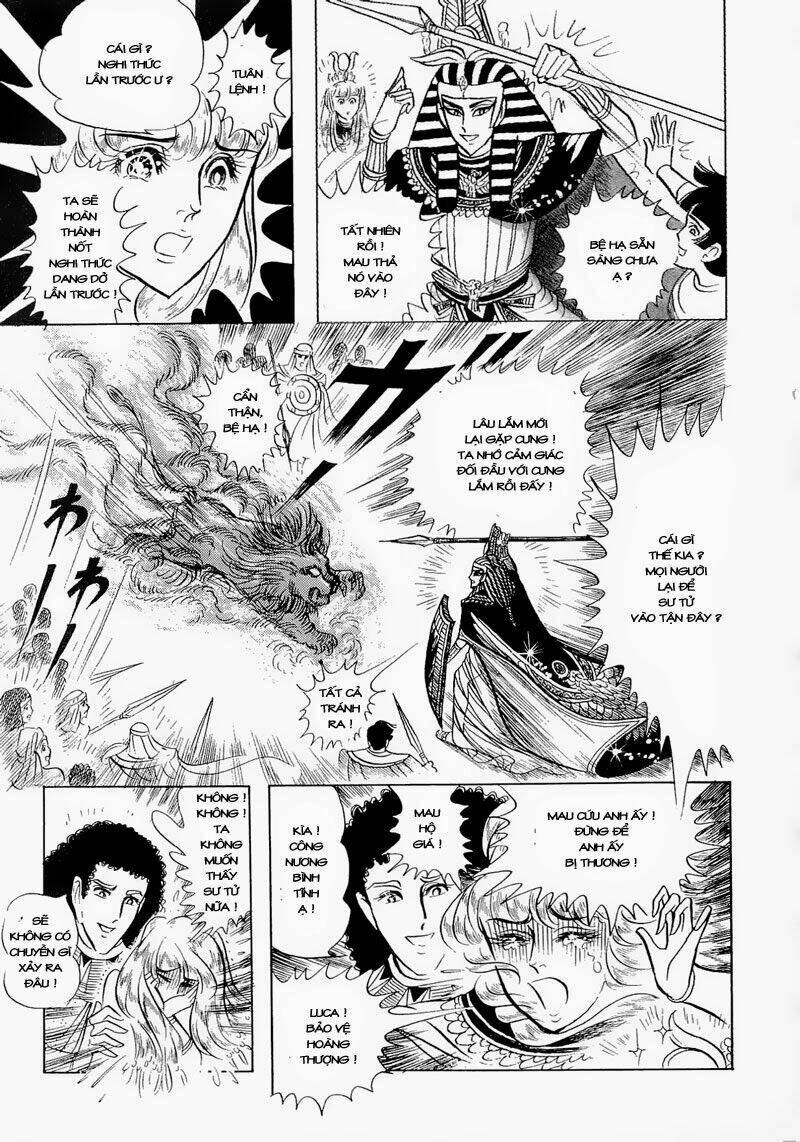 BỆ HẠ SẴN
SÀNG CHƯA
Ạ ?
TẤT NHIÊN
RỒI !
MAU THẢ
NÓ VÀO
ĐÂY !
TUÂN
LỆNH !
CÁI GÌ ?
NGHI THỨC
LẦN TRƯỚC Ư ?
TA SẼ
HOÀN
THÀNH
NỐT
NGHI THỨC
DANG DỞ
LẦN TRƯỚC !
ガ
CẨN
THẬN,
BỆ HẠ !
LÂU LẮM MỚI
LẠI GẶP CƯNG !
TA NHỚ CẢM GIÁC
ĐỐI ĐẦU VỚI CƯNG
LẮM RỒI ĐẤY !
CÁI GÌ
THẾ KIA ?
MỌI NGƯỜI
LẠI ĐỂ
SƯ TỬ
VÀO TẬN ĐÂY ?
わ
わ
TẤT CẢ
TRÁNH
RA !
MAU CỨU ANH ẤY !
ĐỪNG ĐỂ
ANH ẤY
BỊ THƯƠNG !
MAU
HỘ
GIÁ !
KÌA !
CÔNG
NƯƠNG
BÌNH
TĨNH
Ạ !
LUCA !
BẢO VỆ
HOÀNG
THƯỢNG !
KHÔNG !
KHÔNG !
TA
KHÔNG
MUỐN
THẤY
SƯ TỬ
NỮA !
SẼ
KHÔNG CÓ
CHUYỆN GÌ
XẢY RA
ĐÂU !